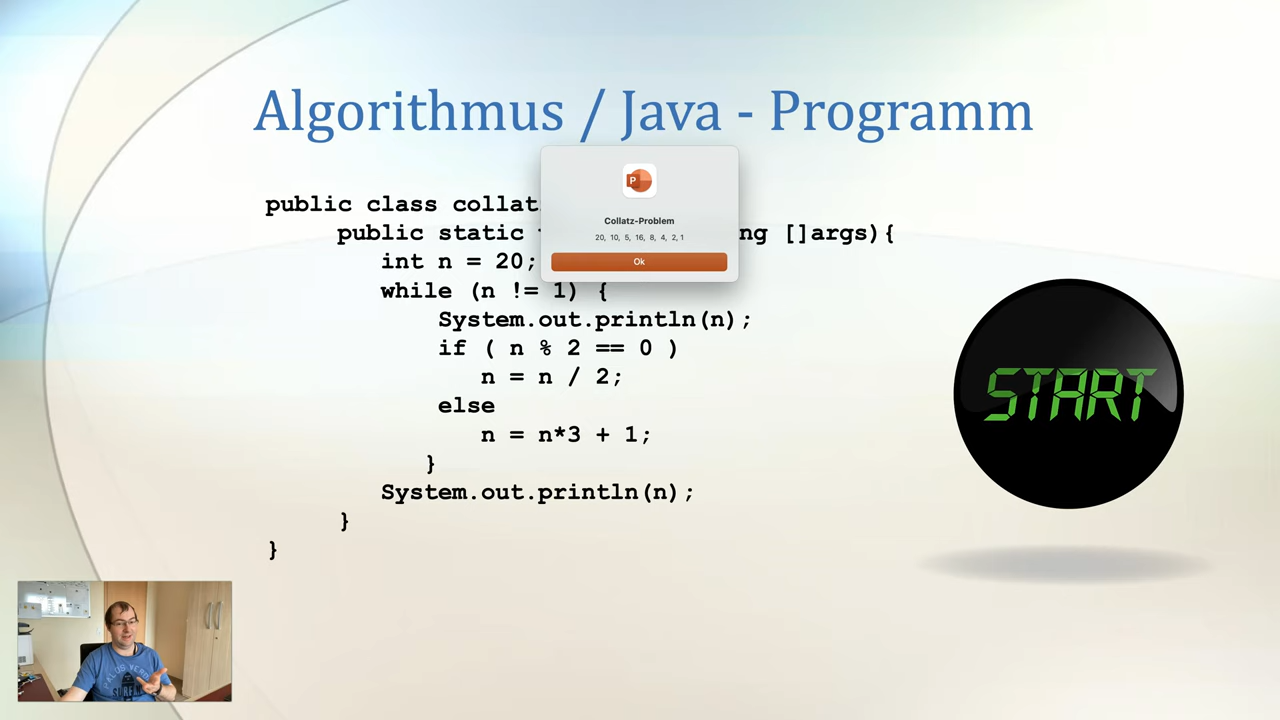 Algorithmus / Java - Programm
P
Collatz-Problem
20, 10, 5, 16, 8, 4, 2, 1
Ok
public class collat
public static ng []args){
int n = 20;
while (n != 1) {
System.out.println(n);
if ( n % 2 == 0 )
n = n / 2;
else
n = n*3 + 1;
}
System.out.println(n);
}
}
START